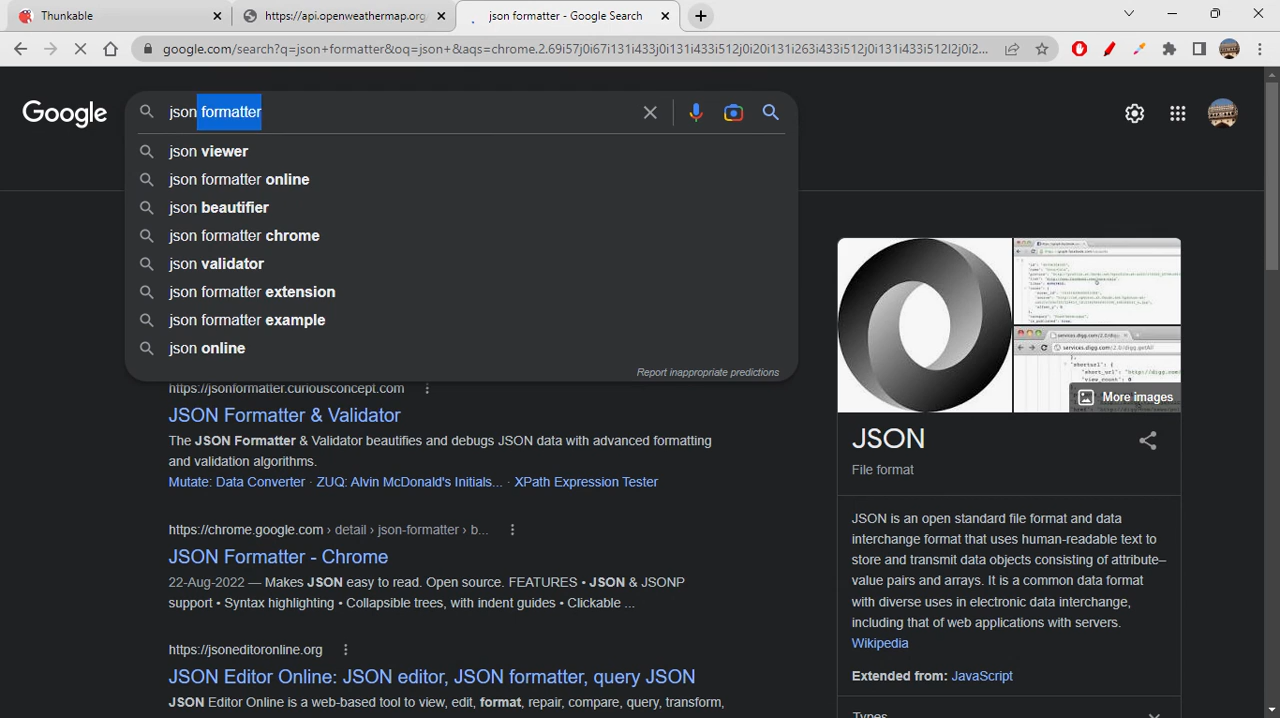 Thunkable
https://api.openweathermap.org
json formatter - Google Search
google.com/search?q=json+formatter&oq=json+&aqs=chrome.2.69i57j0i67i131i433j0i131i433i512j0i20i131i263i433i512j0i131i433i512l2j0i2...
Google
json formatter
json viewer
json formatter online
json beautifier
json formatter chrome
json validator
json formatter extension
json formatter example
json online
Report inappropriate predictions
https://jsonformatter.curiousconcept.com
JSON Formatter & Validator
The JSON Formatter & Validator beautifies and debugs JSON data with advanced formatting
and validation algorithms.
Mutate: Data Converter · ZUQ: Alvin McDonald's Initials... · XPath Expression Tester
https://chrome.google.com › detail › json-formatter › b...
JSON Formatter - Chrome
22-Aug-2022 — Makes JSON easy to read. Open source. FEATURES • JSON & JSONP
support • Syntax highlighting • Collapsible trees, with indent guides • Clickable ...
https://jsoneditoronline.org
JSON Editor Online: JSON editor, JSON formatter, query JSON
JSON Editor Online is a web-based tool to view, edit, format, repair, compare, query, transform,
services.digg.com/2.0/digg.getAll
More images
JSON
File format
JSON is an open standard file format and data
interchange format that uses human-readable text to
store and transmit data objects consisting of attribute–
value pairs and arrays. It is a common data format
with diverse uses in electronic data interchange,
including that of web applications with servers.
Wikipedia
Extended from: JavaScript
Types